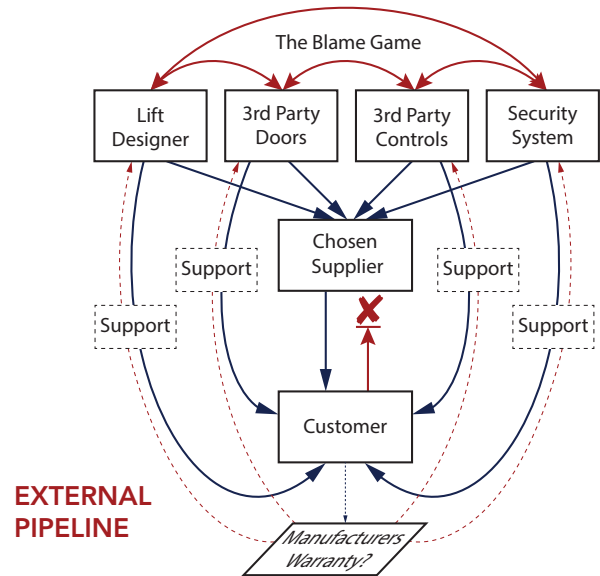 The Blame Game
Lift
Designer
3rd Party
Doors
3rd Party
Controls
Security
System
Chosen
Supplier
Support
Support
Support
Support
Customer
EXTERNAL
PIPELINE
Manufacturers
Warranty?